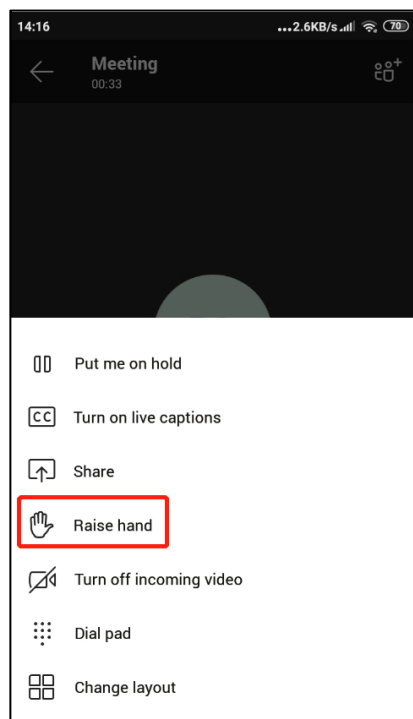 14:16 ...2.6KB/s 70
Meeting
00:33
Put me on hold
CC Turn on live captions
Share
Raise hand
Turn off incoming video
Dial pad
Change layout